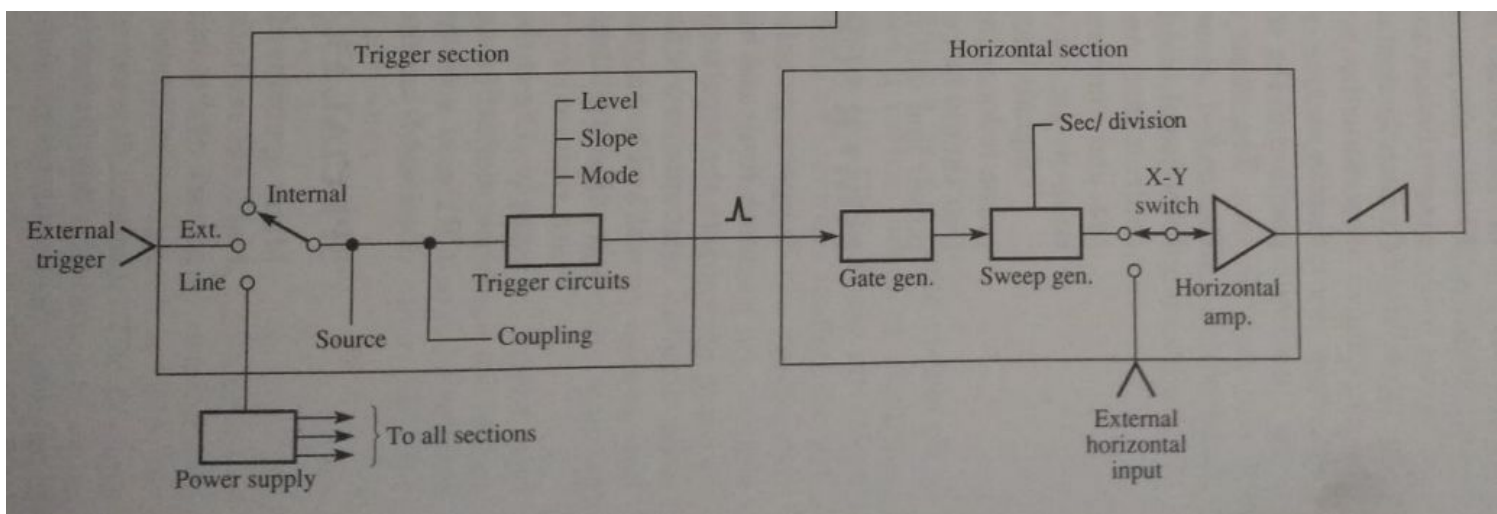 Trigger section
Horizontal section
Level
Slope
Mode
Sec/ division
Internal
X-Y
switch
External
trigger
Ext.
Line
Trigger circuits
Gate gen.
Sweep gen.
Horizontal
amp.
Source
Coupling
To all sections
Power supply
External
horizontal
input